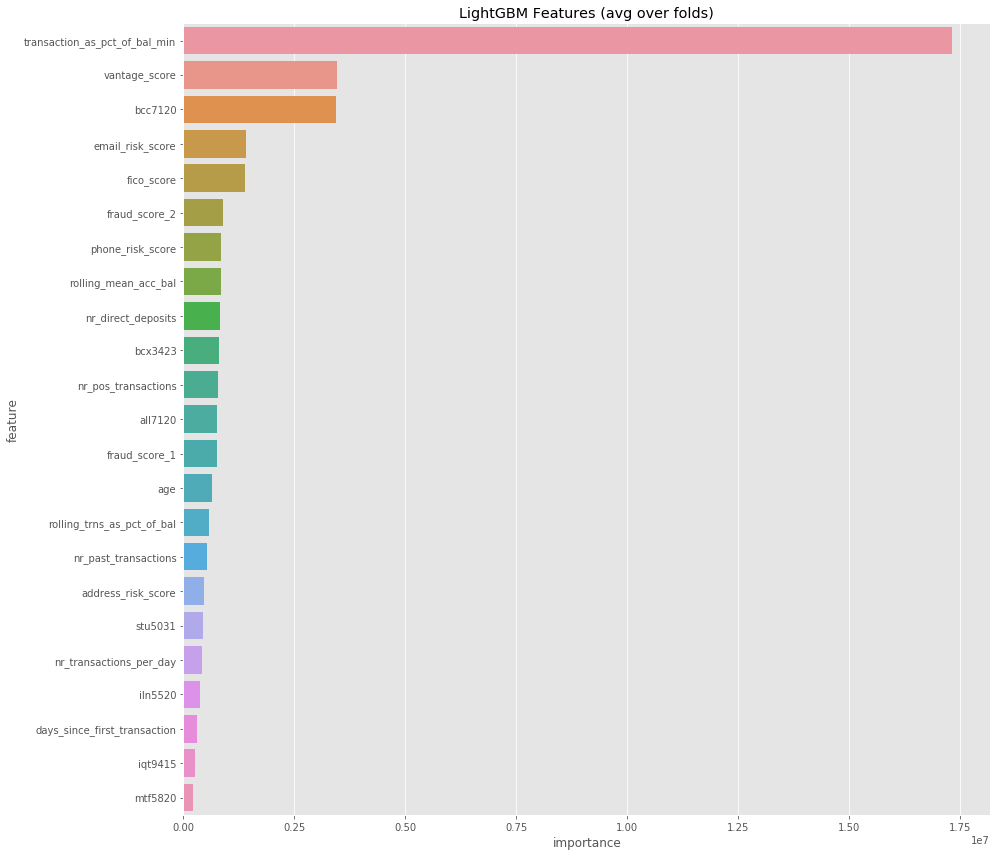 LightGBM Features (avg over folds)
transaction_as_pct_of_bal_min
vantage_score
bcc7120
email_risk_score
fico_score
fraud_score_2
phone_risk_score
rolling_mean_acc_bal
nr_direct_deposits
bcx3423
nr_pos_transactions
all7120
fraud_score_1
age
rolling_trns_as_pct_of_bal
nr_past_transactions
address_risk_score
stu5031
nr_transactions_per_day
iln5520
days_since_first_transaction
iqt9415
mtf5820
feature
0.00 0.25 0.50 0.75 1.00 1.25 1.50 1.75
1e7
importance